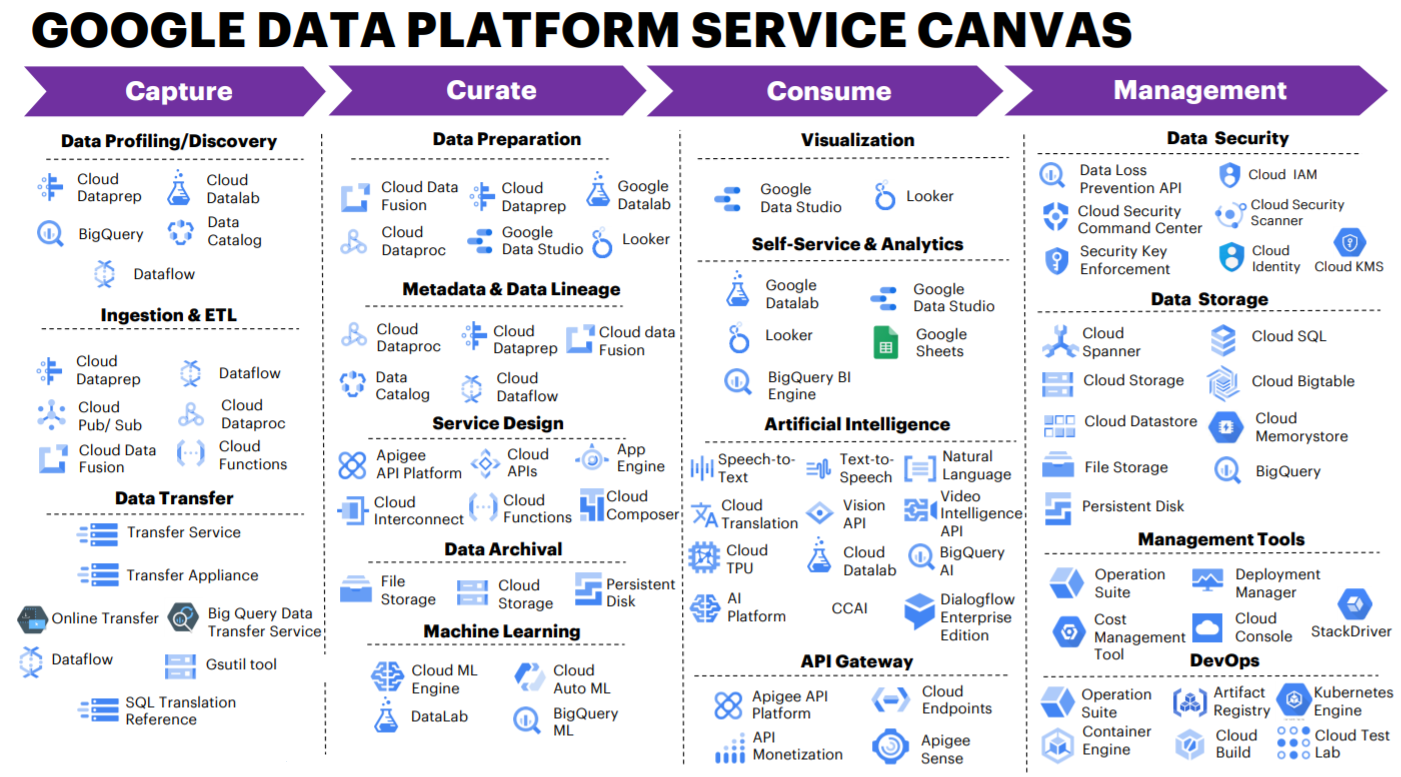 GOOGLE DATA PLATFORM SERVICE CANVAS
Capture
Curate
Consume
Management
Data Profiling/Discovery
Cloud
Dataprep
Cloud
Datalab
BigQuery
Data
Catalog
Dataflow
Ingestion & ETL
Cloud
Dataprep
Dataflow
Cloud
Pub/ Sub
Cloud
Dataproc
Cloud Data
Fusion
Cloud
Functions
Data Transfer
Transfer Service
Transfer Appliance
Online Transfer
Big Query Data
Transfer Service
Dataflow
Gsutil tool
SQL Translation
Reference
Data Preparation
Cloud Data
Fusion
Cloud
Dataprep
Google
Datalab
Cloud
Dataproc
Google
Data Studio
Looker
Metadata & Data Lineage
Cloud
Dataproc
Cloud
Dataprep
Cloud data
Fusion
Data
Catalog
Cloud
Dataflow
Service Design
Apigee
API Platform
Cloud
APIs
App
Engine
Cloud
Interconnect
Cloud
Functions
Cloud
Composer
Data Archival
File
Storage
Cloud
Storage
Persistent
Disk
Machine Learning
Cloud ML
Engine
Cloud
Auto ML
DataLab
BigQuery
ML
Visualization
Google
Data Studio
Looker
Self-Service & Analytics
Google
Datalab
Google
Data Studio
Looker
Google
Sheets
BigQuery BI
Engine
Artificial Intelligence
Speech-to-
Text
Text-to-
Speech
Natural
Language
Cloud
Translation
Vision
API
Video
Intelligence
API
Cloud
TPU
Cloud
Datalab
BigQuery
AI
AI
Platform
CCAI
Dialogflow
Enterprise
Edition
API Gateway
Apigee API
Platform
Cloud
Endpoints
API
Monetization
Apigee
Sense
Data Security
Data Loss
Prevention API
Cloud IAM
Cloud Security
Command Center
Cloud Security
Scanner
Security Key
Enforcement
Cloud
Identity
Cloud KMS
Data Storage
Cloud
Spanner
Cloud SQL
Cloud Storage
Cloud Bigtable
Cloud Datastore
Cloud
Memorystore
File Storage
BigQuery
Persistent Disk
Management Tools
Operation
Suite
Deployment
Manager
Cost
Management
Tool
Cloud
Console
StackDriver
DevOps
Operation
Suite
Artifact
Registry
Kubernetes
Engine
Container
Engine
Cloud
Build
Cloud Test
Lab